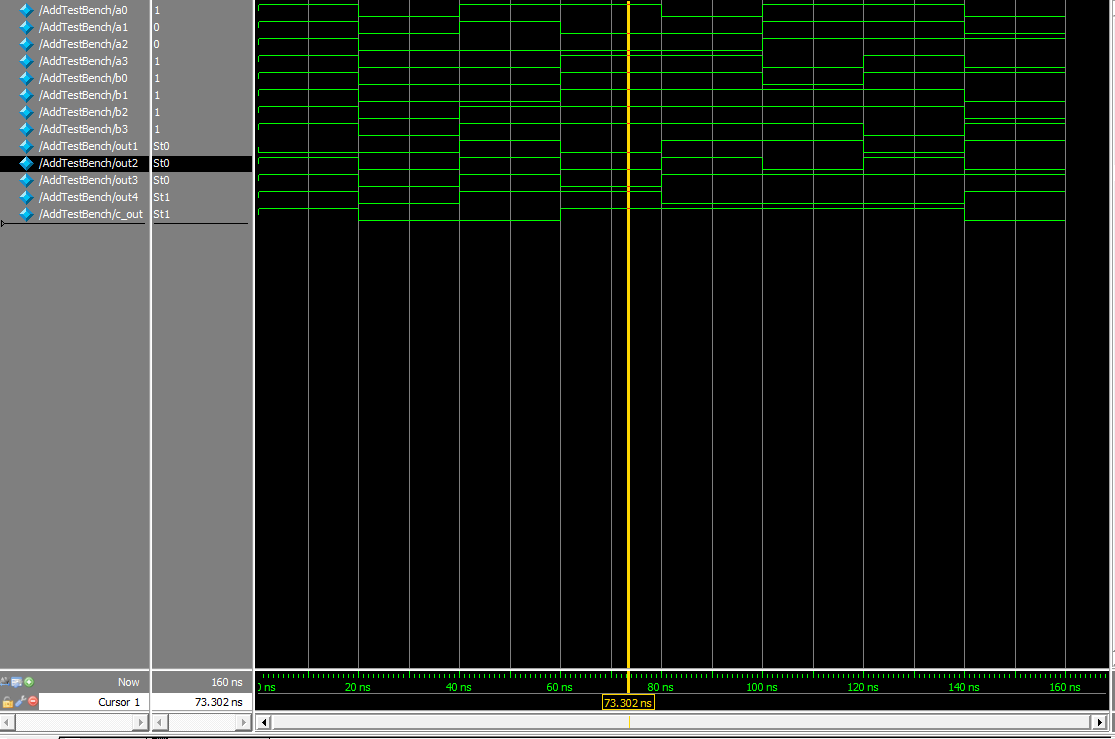 /AddTestBench/a0 1
/AddTestBench/a1 0
/AddTestBench/a2 0
/AddTestBench/a3 1
/AddTestBench/b0 1
/AddTestBench/b1 1
/AddTestBench/b2 1
/AddTestBench/b3 1
/AddTestBench/out1 St0
/AddTestBench/out2 St0
/AddTestBench/out3 St0
/AddTestBench/out4 St1
/AddTestBench/c_out St1
Now 160 ns 0 ns 20 ns 40 ns 60 ns 80 ns 100 ns 120 ns 140 ns 160 ns
Cursor 1 73.302 ns 73.302 ns